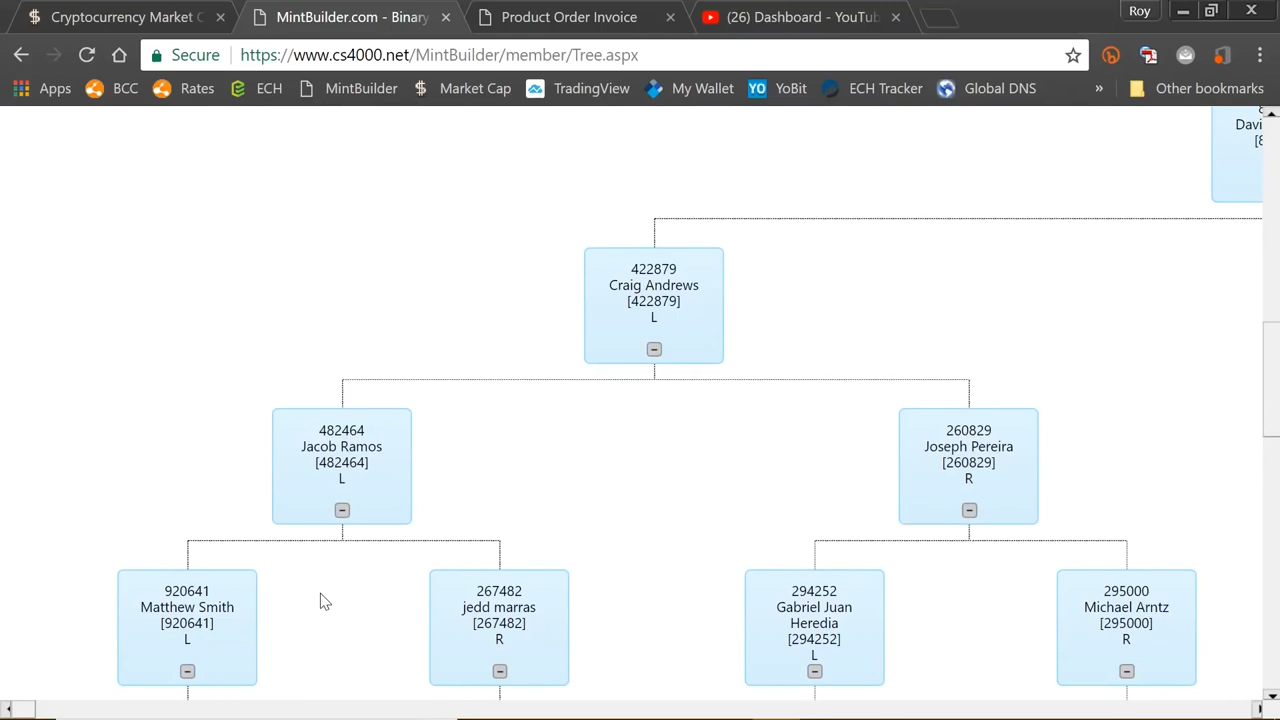 Cryptocurrency Market C
MintBuilder.com - Binary
Product Order Invoice
(26) Dashboard - YouTub
Roy
Secure
https://www.cs4000.net/MintBuilder/member/Tree.aspx
Apps
BCC
Rates
ECH
MintBuilder
Market Cap
TradingView
My Wallet
YO YoBit
ECH Tracker
Global DNS
»
Other bookmarks
Davi
[8
422879
Craig Andrews
[422879]
L
482464
Jacob Ramos
[482464]
L
260829
Joseph Pereira
[260829]
R
920641
Matthew Smith
[920641]
L
267482
jedd marras
[267482]
R
294252
Gabriel Juan
Heredia
[294252]
L
295000
Michael Arntz
[295000]
R